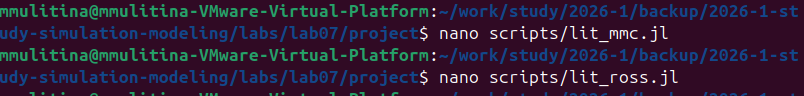 mmulitina@mmulitina-VMware-Virtual-Platform:~/work/study/2026-1/backup/2026-1-st
udy-simulation-modeling/labs/lab07/project$ nano scripts/lit_mmc.jl
mmulitina@mmulitina-VMware-Virtual-Platform:~/work/study/2026-1/backup/2026-1-st
udy-simulation-modeling/labs/lab07/project$ nano scripts/lit_ross.jl